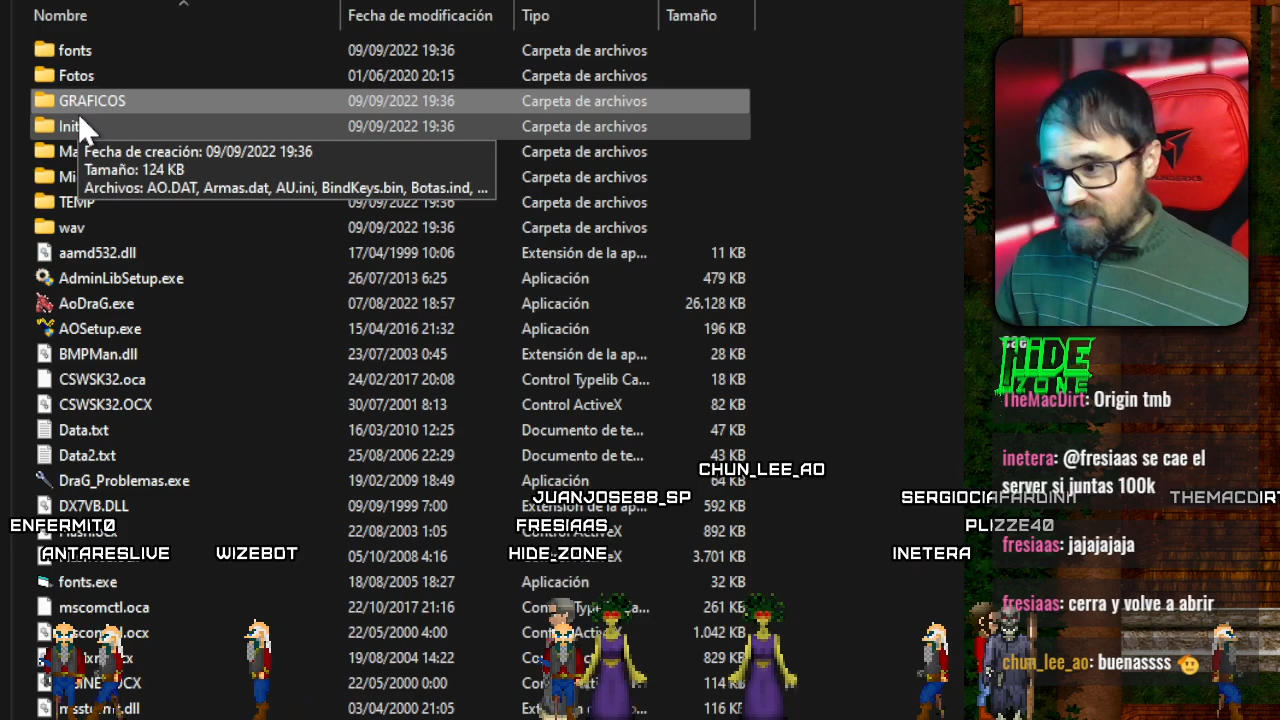 Nombre Fecha de modificación Tipo Tamaño
fonts 09/09/2022 19:36 Carpeta de archivos
Fotos 01/06/2020 20:15 Carpeta de archivos
GRAFICOS 09/09/2022 19:36 Carpeta de archivos
Init 09/09/2022 19:36 Carpeta de archivos
Ma Carpeta de archivos
Fecha de creación: 09/09/2022 19:36
Tamaño: 124 KB
Archivos: AO.DAT, Armas.dat, AU.ini, BindKeys.bin, Botas.ind, ...
Mi Carpeta de archivos
TEMP 09/09/2022 19:36 Carpeta de archivos
wav 09/09/2022 19:36 Carpeta de archivos
aamd532.dll 17/04/1999 10:06 Extensión de la ap... 11 KB
AdminLibSetup.exe 26/07/2013 6:25 Aplicación 479 KB
AoDraG.exe 07/08/2022 18:57 Aplicación 26.128 KB
AOSetup.exe 15/04/2016 21:32 Aplicación 196 KB
BMPMan.dll 23/07/2003 0:45 Extensión de la ap... 28 KB
CSWSK32.oca 24/02/2017 20:08 Control Typelib Ca... 18 KB
CSWSK32.OCX 30/07/2001 8:13 Control ActiveX 82 KB
Data.txt 16/03/2010 12:25 Documento de te... 47 KB
Data2.txt 25/08/2006 22:29 Documento de te... 43 KB
DraG_Problemas.exe 19/02/2009 18:49 Aplicación 64 KB
DX7VB.DLL 09/09/1999 7:00 592 KB
22/08/2003 1:05 892 KB
05/10/2008 4:16 3.701 KB
fonts.exe 18/08/2005 18:27 Aplicación 32 KB
mscomctl.oca 22/10/2017 21:16 261 KB
22/05/2000 4:00 1.042 KB
19/08/2004 14:22 829 KB
22/05/2000 0:00 114 K
03/04/2000 21:05 116 K
CHUN_LEE_AO
JUANJOSE88_SP
SERGIOCIAFARDINI
THEMACDIRT
ENFERMIT0
FRESIAAS
PLIZZE40
ANTARESLIVE
WIZEBOT
HIDE_ZONE
INETERA
HIDE
ZONE
TheMacDirt: Origin tmb
inetera: @fresiaas se cae el
server si juntas 100k
fresiaas: jajajajaja
fresiaas: cerra y volve a abrir
chun_lee_ao: buenassss